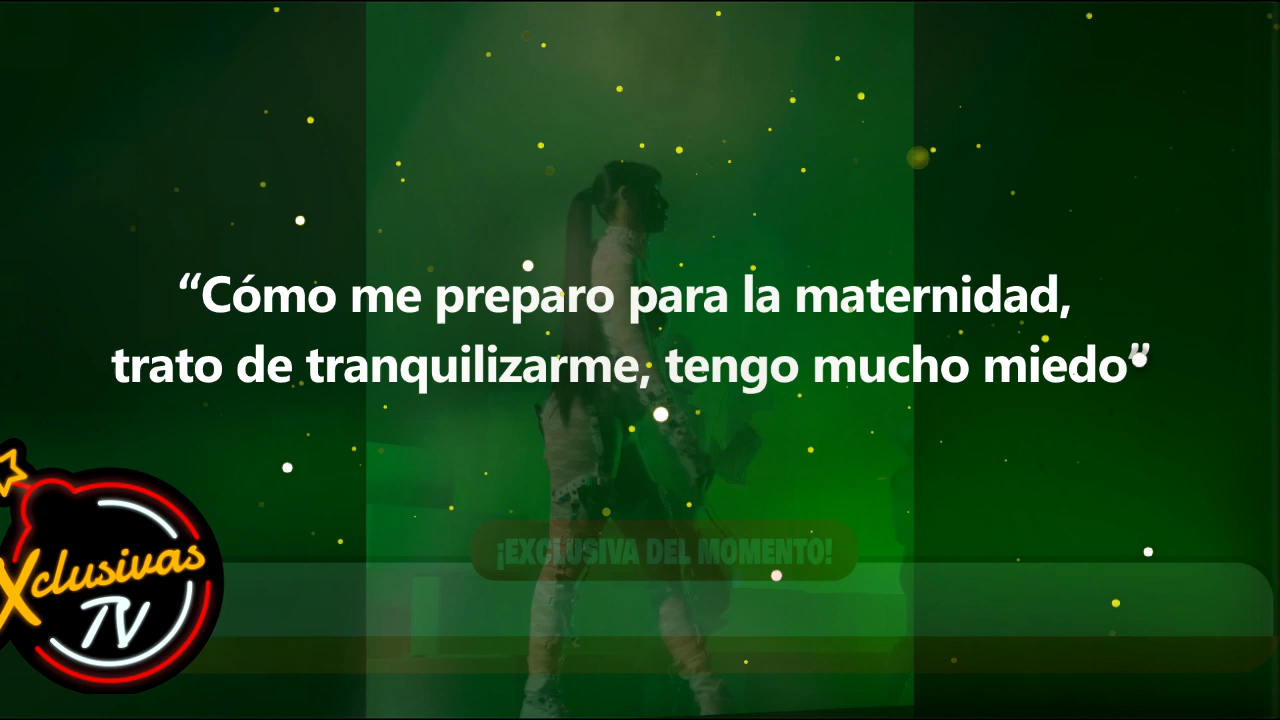 “Cómo me preparo para la maternidad,
trato de tranquilizarme, tengo mucho miedo”
¡EXCLUSIVA DEL MOMENTO!
Xclusivas
TV